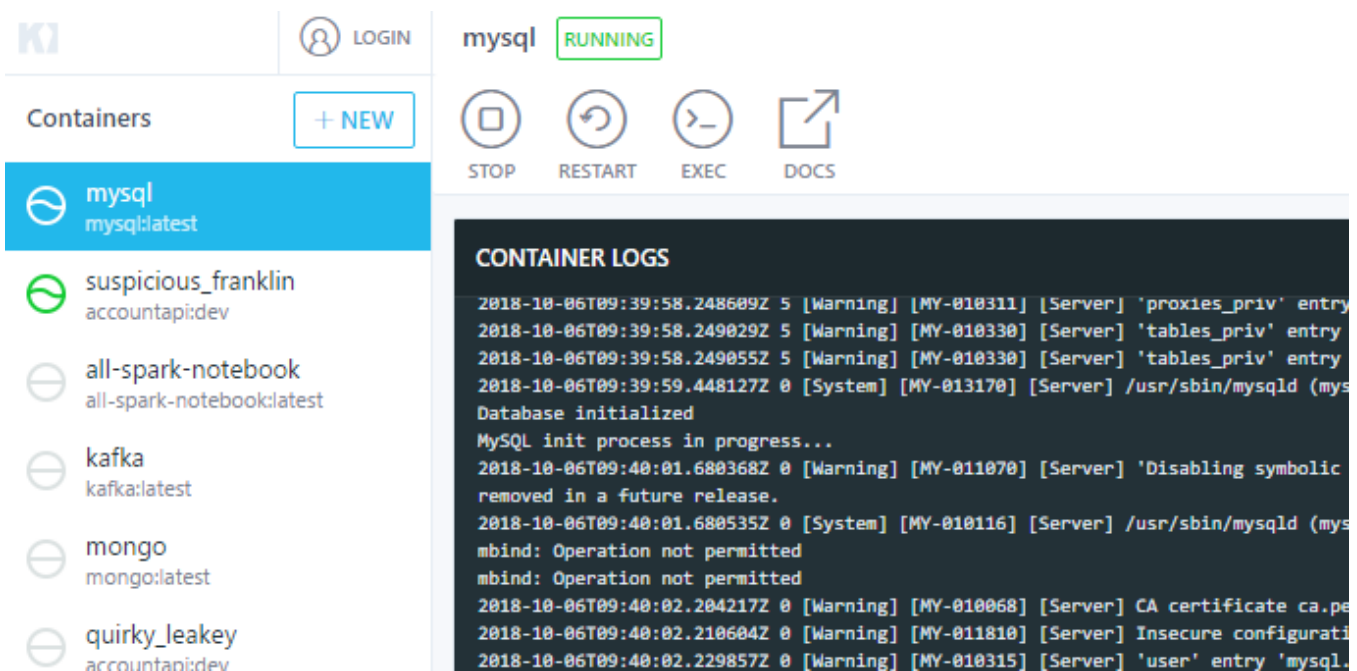 LOGIN
Containers
+ NEW
mysql
mysql:latest
suspicious_franklin
accountapi:dev
all-spark-notebook
all-spark-notebook:latest
kafka
kafka:latest
mongo
mongo:latest
quirky_leakey
accountapi:dev
mysql RUNNING
STOP RESTART EXEC DOCS
CONTAINER LOGS
2018-10-06T09:39:58.248609Z 5 [Warning] [MY-010311] [Server] 'proxies_priv' entry
2018-10-06T09:39:58.249029Z 5 [Warning] [MY-010330] [Server] 'tables_priv' entry
2018-10-06T09:39:58.249055Z 5 [Warning] [MY-010330] [Server] 'tables_priv' entry
2018-10-06T09:39:59.448127Z 0 [System] [MY-013170] [Server] /usr/sbin/mysqld (mys
Database initialized
MySQL init process in progress...
2018-10-06T09:40:01.680368Z 0 [Warning] [MY-011070] [Server] 'Disabling symbolic
removed in a future release.
2018-10-06T09:40:01.680535Z 0 [System] [MY-010116] [Server] /usr/sbin/mysqld (mys
mbind: Operation not permitted
mbind: Operation not permitted
2018-10-06T09:40:02.204217Z 0 [Warning] [MY-010068] [Server] CA certificate ca.pe
2018-10-06T09:40:02.210604Z 0 [Warning] [MY-011810] [Server] Insecure configurati
2018-10-06T09:40:02.229857Z 0 [Warning] [MY-010315] [Server] 'user' entry 'mysql.